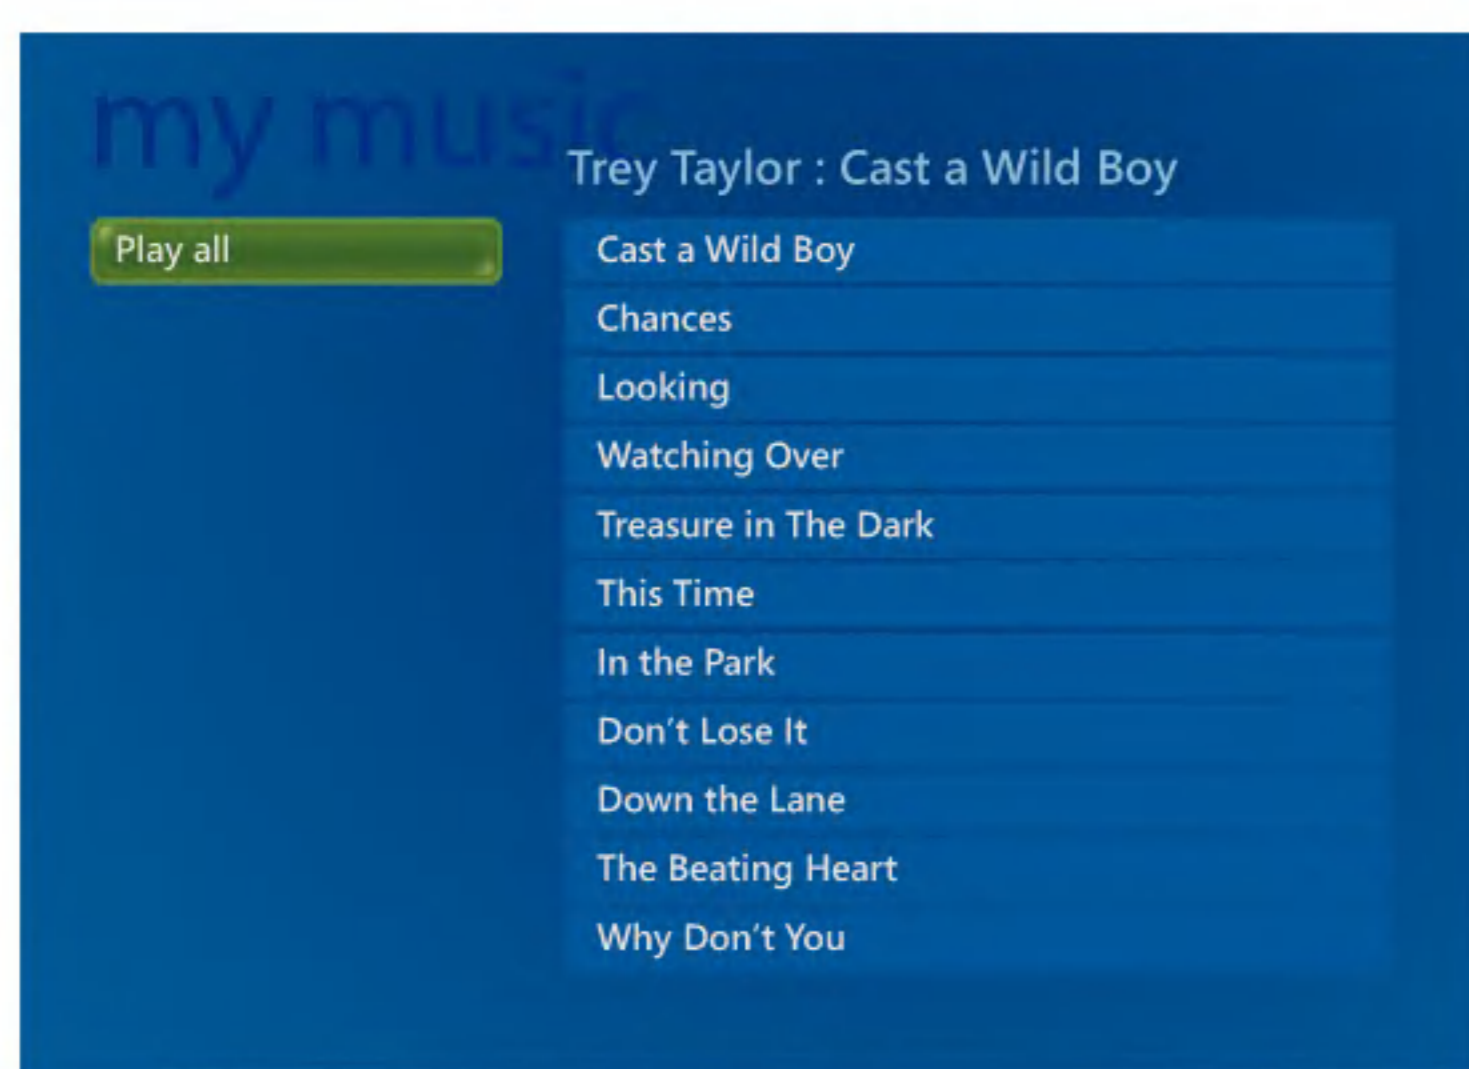 my music
Trey Taylor : Cast a Wild Boy
Play all
Cast a Wild Boy
Chances
Looking
Watching Over
Treasure in The Dark
This Time
In the Park
Don't Lose It
Down the Lane
The Beating Heart
Why Don't You